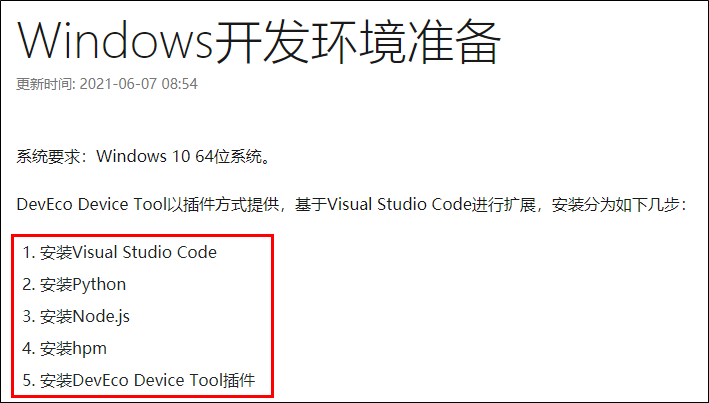 Windows开发环境准备
更新时间: 2021-06-07 08:54
系统要求：Windows 10 64位系统。
DevEco Device Tool以插件方式提供，基于Visual Studio Code进行扩展，安装分为如下几步：
1. 安装Visual Studio Code
2. 安装Python
3. 安装Node.js
4. 安装hpm
5. 安装DevEco Device Tool插件